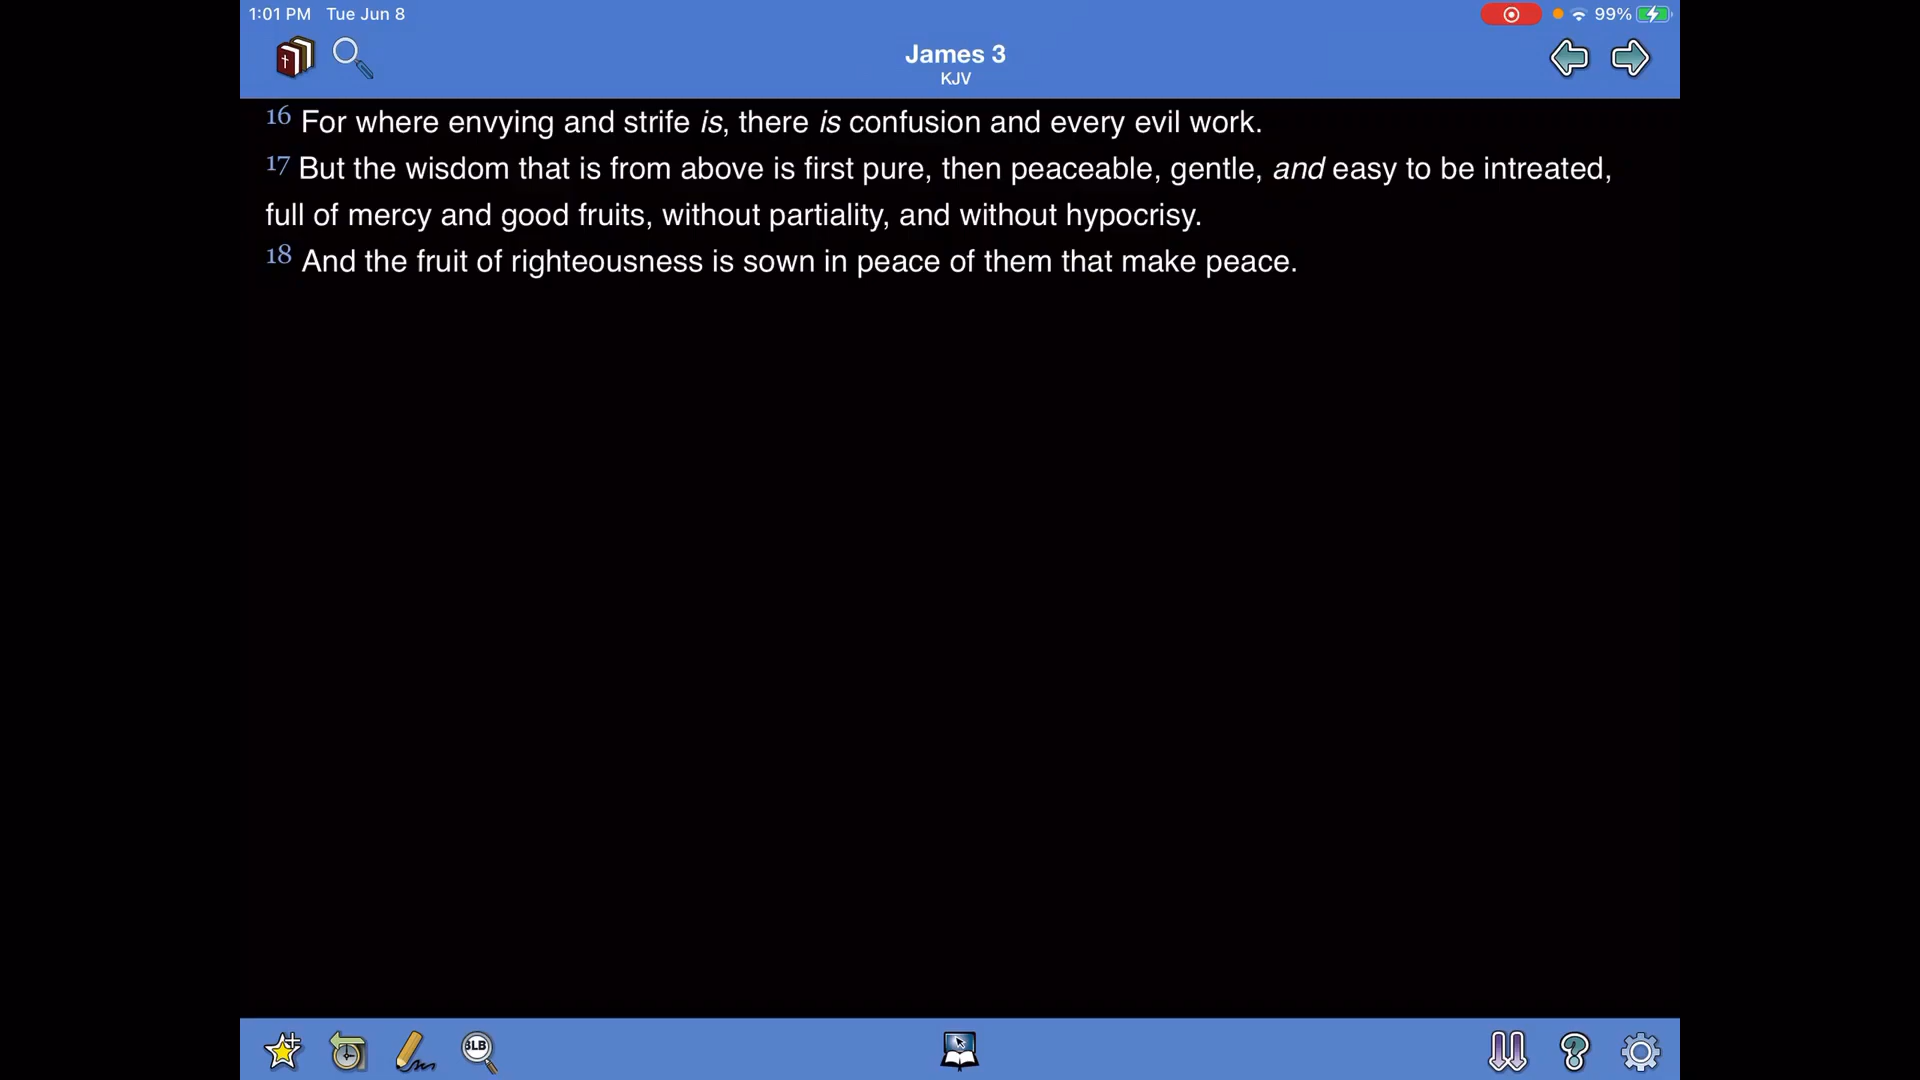 1:01 PM Tue Jun 8
99%
James 3
KJV
16 For where envying and strife is, there is confusion and every evil work.
17 But the wisdom that is from above is first pure, then peaceable, gentle, and easy to be intreated,
full of mercy and good fruits, without partiality, and without hypocrisy.
18 And the fruit of righteousness is sown in peace of them that make peace.
BLB